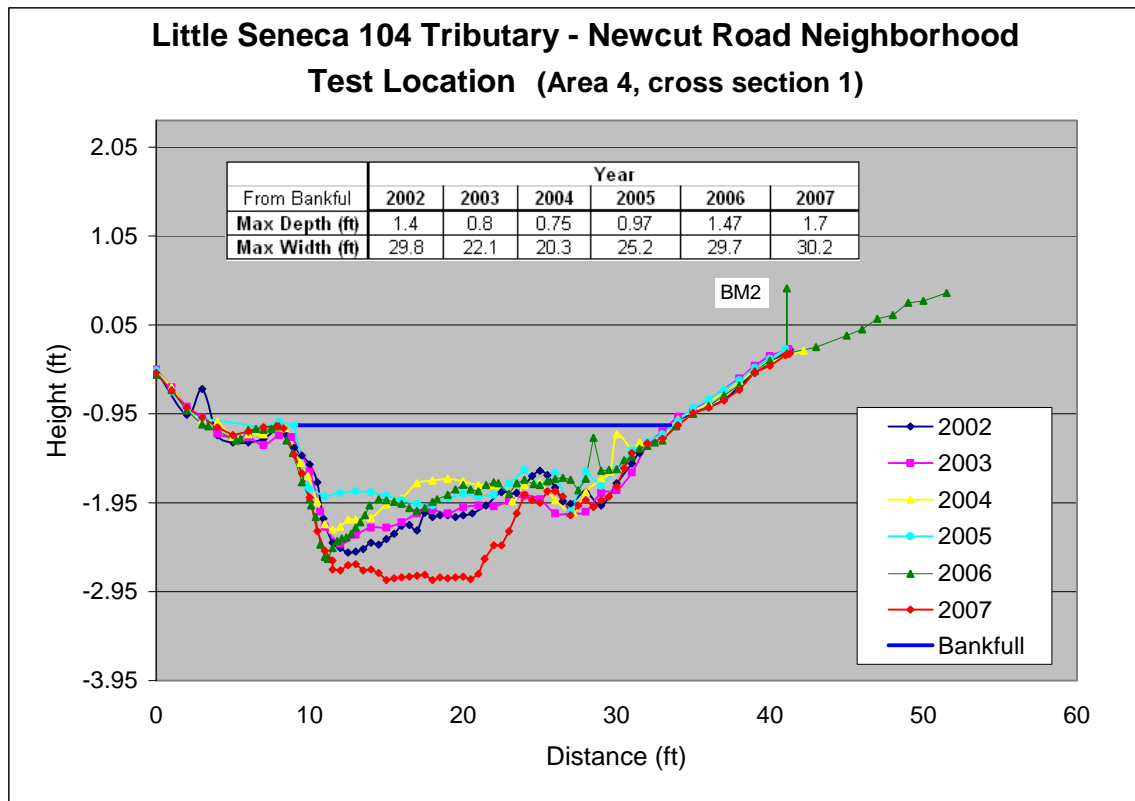 Little Seneca 104 Tributary - Newcut Road Neighborhood
Test Location (Area 4, cross section 1)
Year
From Bankful 2002 2003 2004 2005 2006 2007
Max Depth (ft) 1.4 0.8 0.75 0.97 1.47 1.7
Max Width (ft) 29.8 22.1 20.3 25.2 29.7 30.2
BM2
2.05
1.05
0.05
-0.95
-1.95
-2.95
-3.95
Height (ft)
0 10 20 30 40 50 60
Distance (ft)
2002
2003
2004
2005
2006
2007
Bankfull